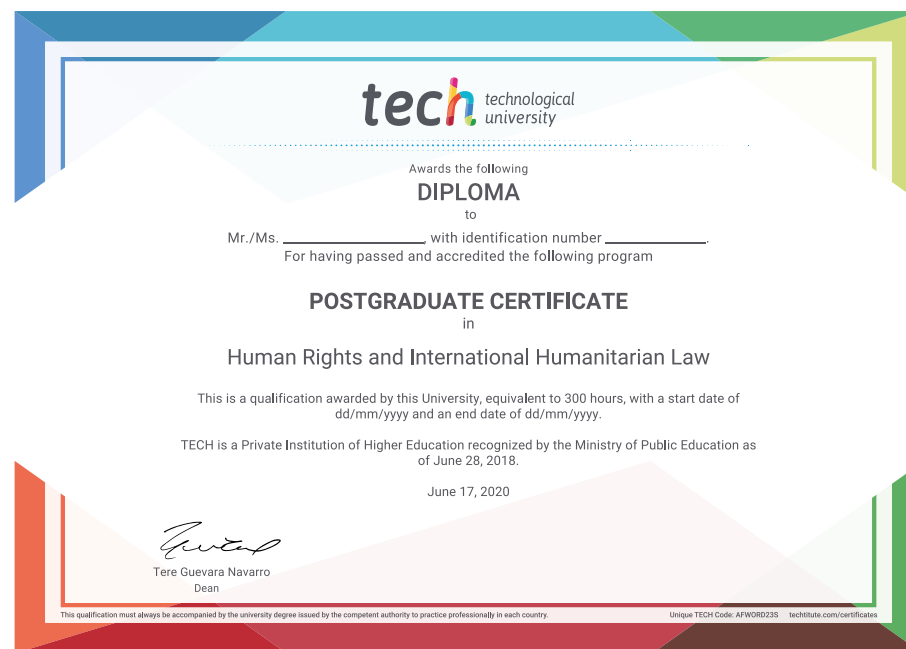 tech technological
university
Awards the following
DIPLOMA
to
Mr./Ms. ____________________, with identification number ______________.
For having passed and accredited the following program
POSTGRADUATE CERTIFICATE
in
Human Rights and International Humanitarian Law
This is a qualification awarded by this University, equivalent to 300 hours, with a start date of
dd/mm/yyyy and an end date of dd/mm/yyyy.
TECH is a Private Institution of Higher Education recognized by the Ministry of Public Education as
of June 28, 2018.
June 17, 2020
Tere Guevara Navarro
Dean
This qualification must always be accompanied by the university degree issued by the competent authority to practice professionally in each country.
Unique TECH Code: AFWORD23S techtitute.com/certificates